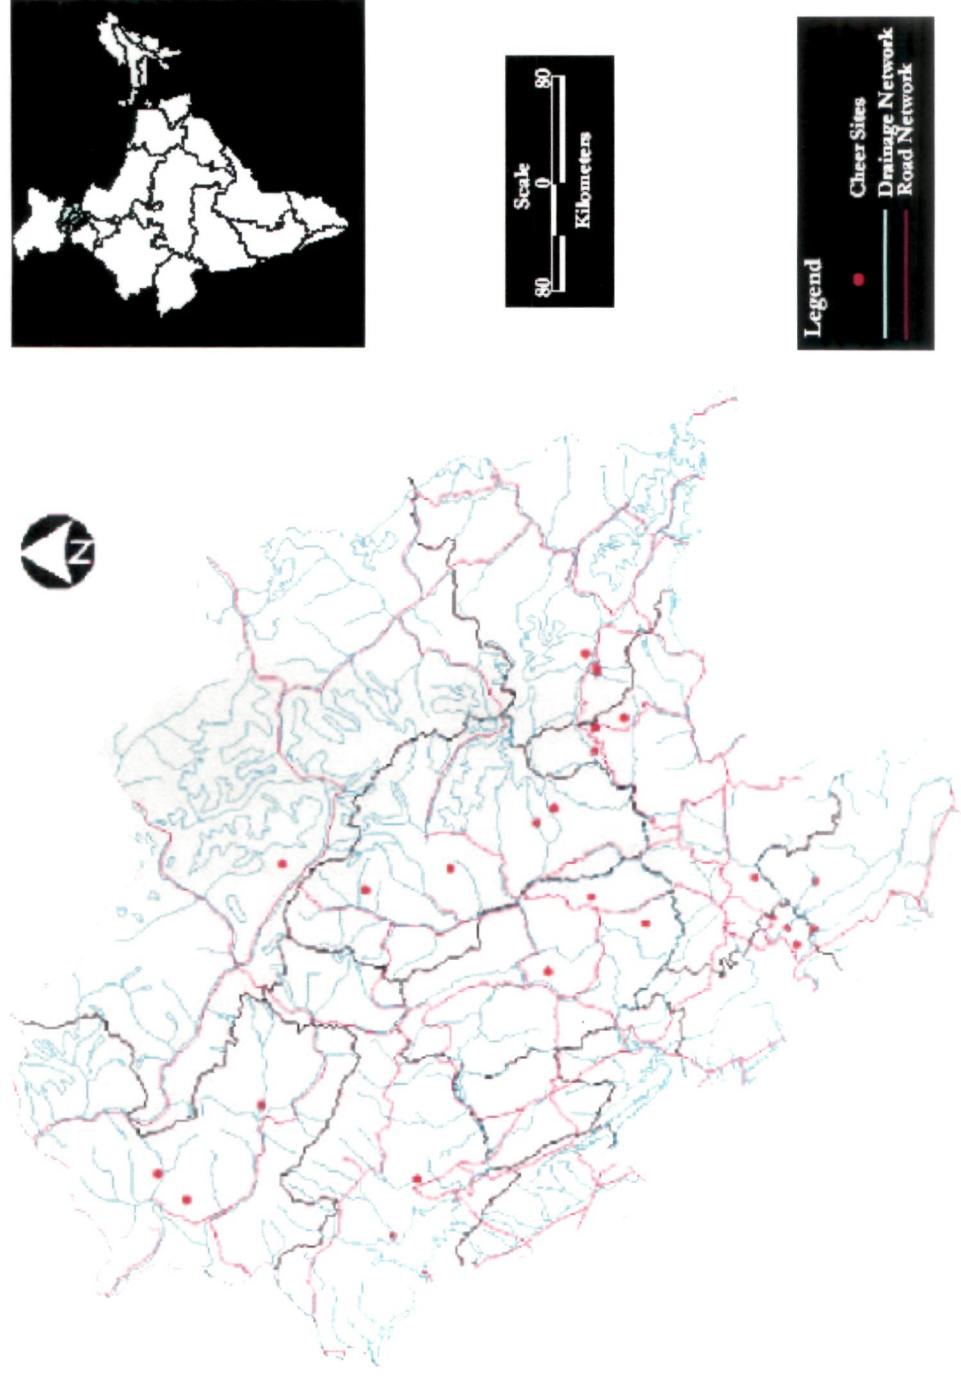 N
Scale
80 0 80
Kilometers
Legend
Cheer Sites
Drainage Network
Road Network